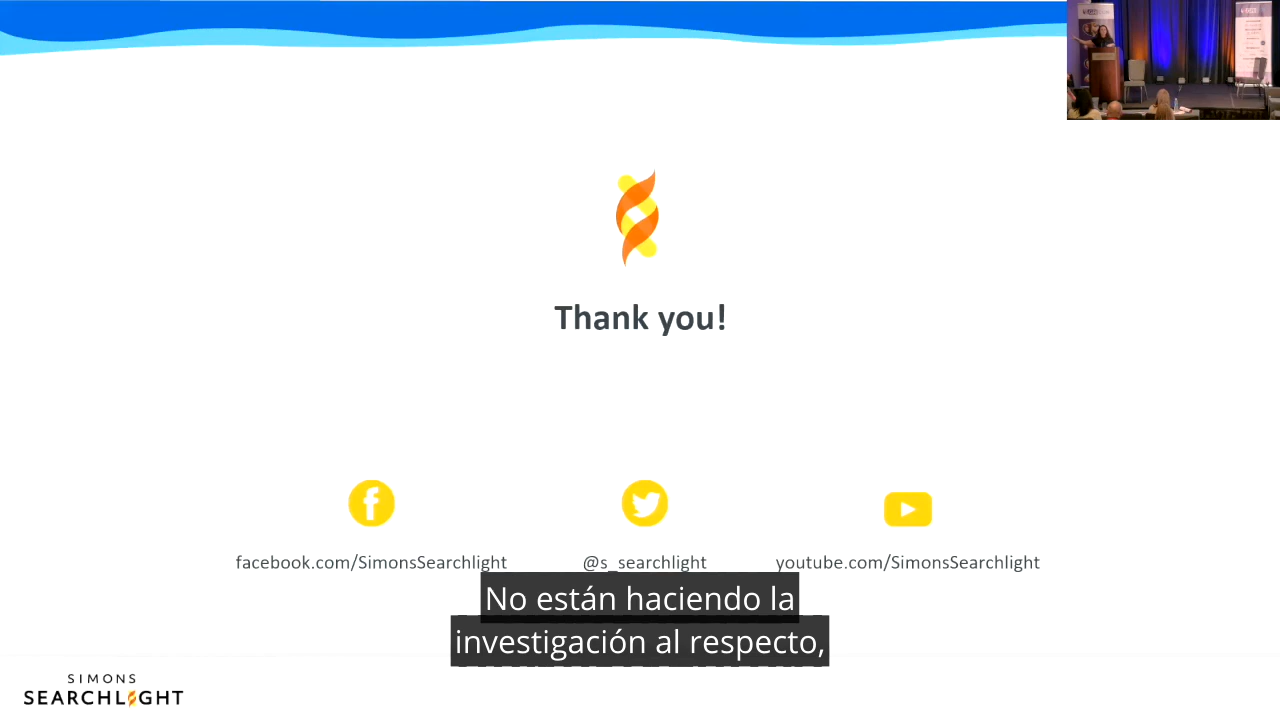 Thank you!
facebook.com/SimonsSearchlight
@s_searchlight
youtube.com/SimonsSearchlight
No están haciendo la
investigación al respecto,
SIMONS
SEARCHLIGHT